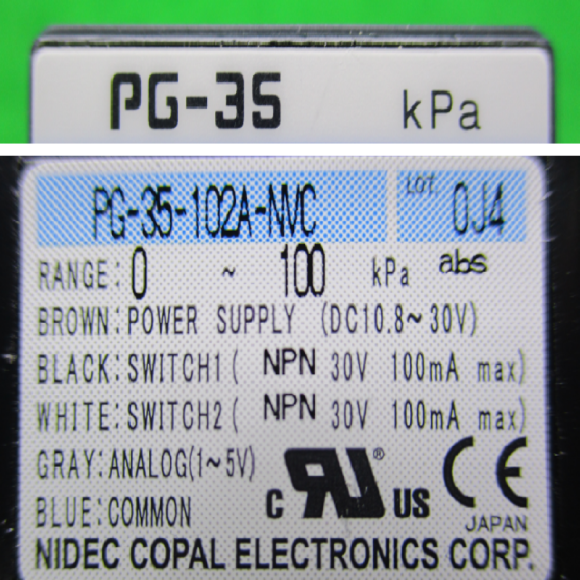 PG-35 kPa
PG-35-102A-NVC LOT. 0J4
RANGE: 0 ~ 100 kPa abs
BROWN: POWER SUPPLY (DC10.8~30V)
BLACK: SWITCH1 ( NPN 30V 100mA max)
WHITE: SWITCH2 ( NPN 30V 100mA max)
GRAY: ANALOG(1~5V)
BLUE: COMMON
C RU ® US CE
JAPAN
NIDEC COPAL ELECTRONICS CORP.